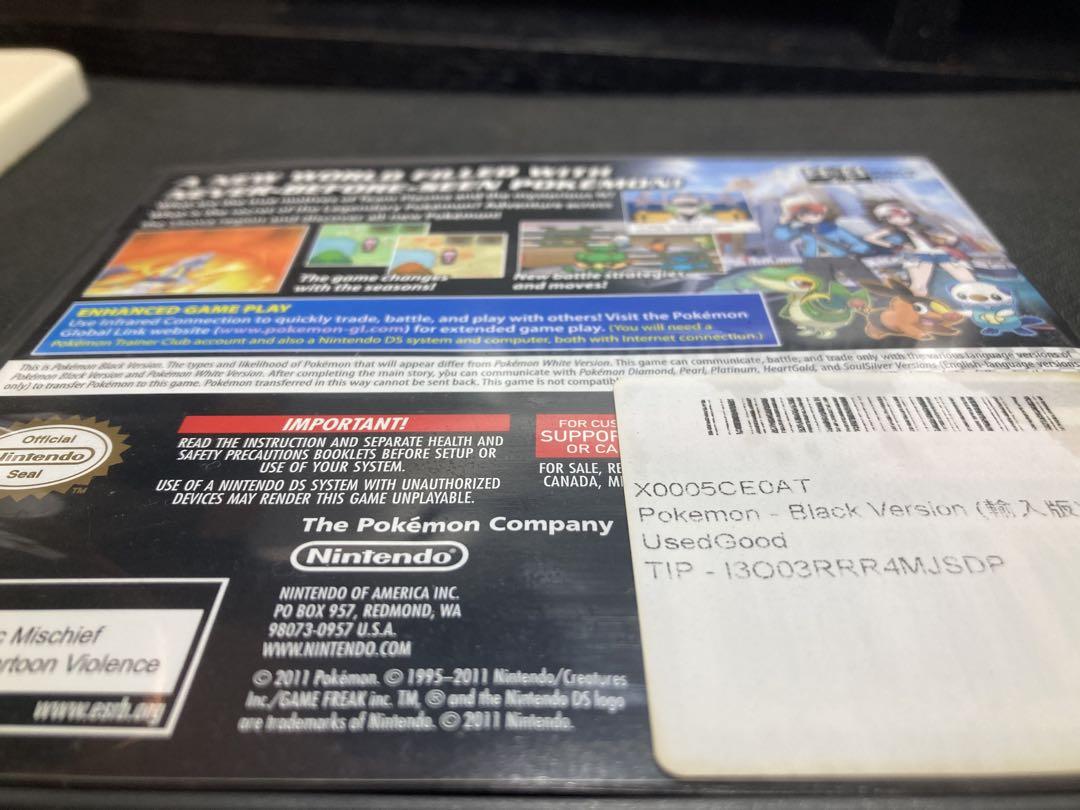 A NEW WORLD FILLED WITH
NEVER-BEFORE-SEEN POKÉMON!
The game changes
with the seasons!
New battle strategies
and moves!
ENHANCED GAME PLAY
Use Infrared Connection to quickly trade, battle, and play with others! Visit the Pokémon
Global Link website (www.pokemon-gl.com) for extended game play. (You will need a
Pokémon Trainer Club account and also a Nintendo DS system and computer, both with Internet connection.)
This is Pokémon Black Version. The types and likelihood of Pokémon that will appear differ from Pokémon White Version. This game can communicate, battle, and trade only with the various language versions of
Pokémon Black Version and Pokémon White Version. After completing the main story, you can communicate with Pokémon Diamond, Pearl, Platinum, HeartGold, and SoulSilver Versions (English-language versions
only) to transfer Pokémon to this game. Pokémon transferred in this way cannot be sent back. This game is not compatib
Official
Nintendo
Seal
TM
IMPORTANT!
READ THE INSTRUCTION AND SEPARATE HEALTH AND
SAFETY PRECAUTIONS BOOKLETS BEFORE SETUP OR
USE OF YOUR SYSTEM.
USE OF A NINTENDO DS SYSTEM WITH UNAUTHORIZED
DEVICES MAY RENDER THIS GAME UNPLAYABLE.
FOR CUS
SUPPOR
OR CA
FOR SALE, RE
CANADA, M
The Pokémon Company
Nintendo®
NINTENDO OF AMERICA INC.
PO BOX 957, REDMOND, WA
98073-0957 U.S.A.
WWW.NINTENDO.COM
© 2011 Pokémon. © 1995–2011 Nintendo/Creatures
Inc./GAME FREAK inc. TM, ® and the Nintendo DS logo
are trademarks of Nintendo. © 2011 Nintendo.
c Mischief
rtoon Violence
www.esrb.org
X0005CE0AT
Pokemon - Black Version (輸入版
UsedGood
TIP - I3O03RRR4MJSDP